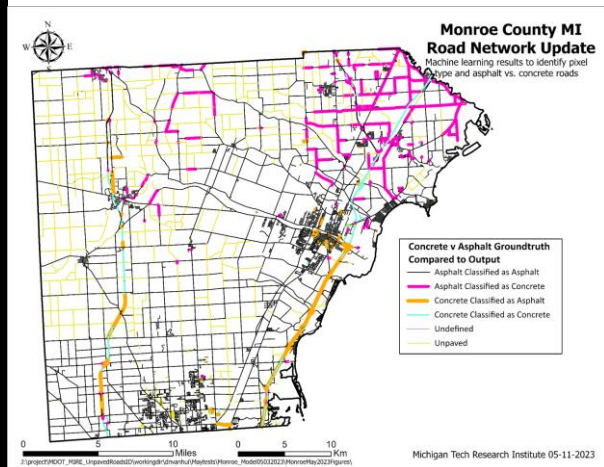 Monroe County MI
Road Network Update
Machine learning results to identify pixel
type and asphalt vs. concrete roads
N
W
E
S
Concrete v Asphalt Groundtruth
Compared to Output
Asphalt Classified as Asphalt
Asphalt Classified as Concrete
Concrete Classified as Asphalt
Concrete Classified as Concrete
Undefined
Unpaved
0 5 10 Miles
0 5 10 Km
Michigan Tech Research Institute 05-11-2023